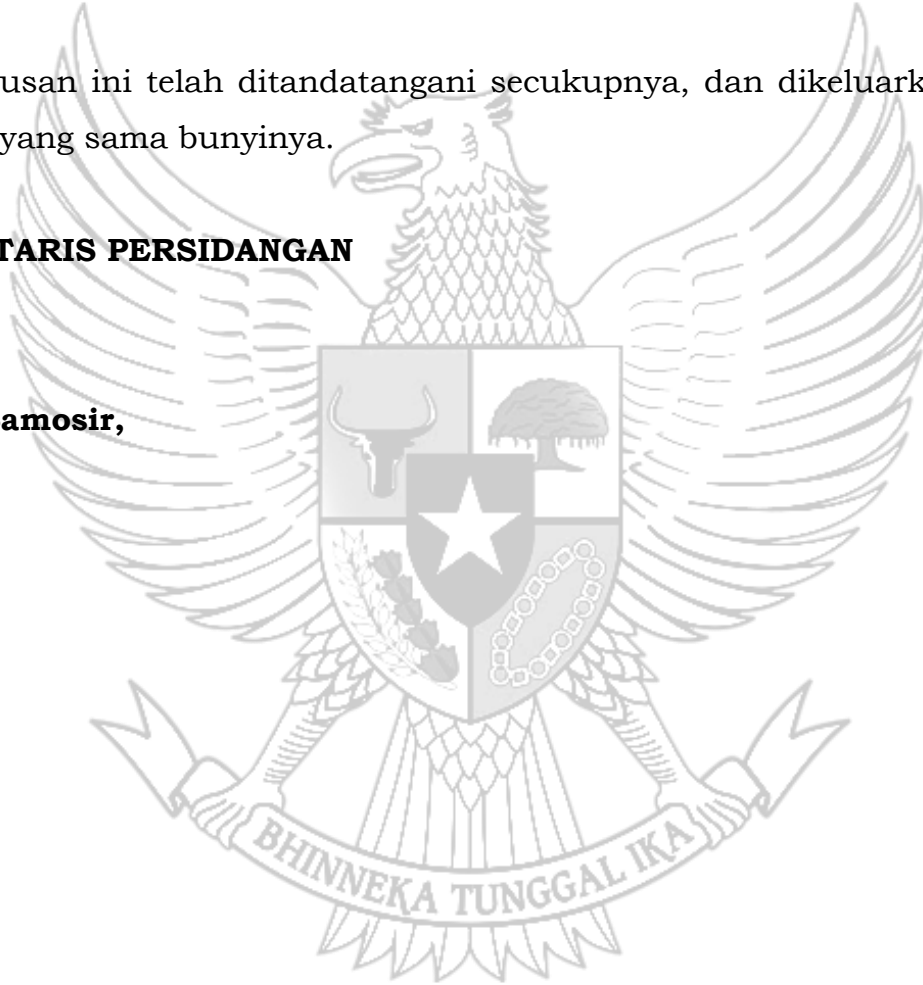 usan ini telah ditandatangani secukupnya, dan dikeluark
yang sama bunyinya.
TARIS PERSIDANGAN
amosir,
BHINNEKA TUNGGAL IKA